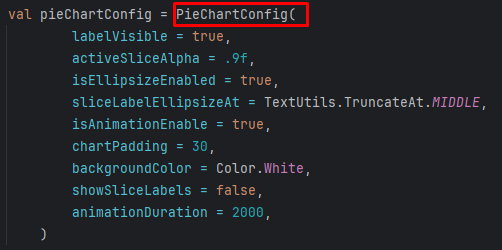 val pieChartConfig = PieChartConfig(
labelVisible = true,
activeSliceAlpha = .9f,
isEllipsizeEnabled = true,
sliceLabelEllipsizeAt = TextUtils.TruncateAt.MIDDLE,
isAnimationEnable = true,
chartPadding = 30,
backgroundColor = Color.White,
showSliceLabels = false,
animationDuration = 2000,
)